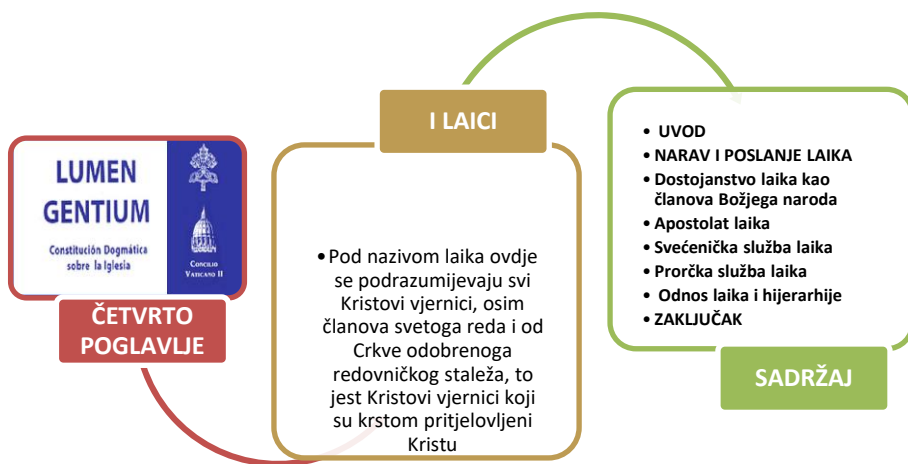 LUMEN
GENTIUM
Constitución Dogmática
sobre la Iglesia
CONCILIO
VATICANO II
ČETVRTO
POGLAVLJE
I LAICI
•Pod nazivom laika ovdje
se podrazumijevaju svi
Kristovi vjernici, osim
članova svetoga reda i od
Crkve odobrenoga
redovničkog staleža, to
jest Kristovi vjernici koji
su krstom pritjelovljeni
Kristu
• UVOD
• NARAV I POSLANJE LAIKA
• Dostojanstvo laika kao
članova Božjega naroda
• Apostolat laika
• Svećenička služba laika
• Prorčka služba laika
• Odnos laika i hijerarhije
• ZAKLJUČAK
SADRŽAJ